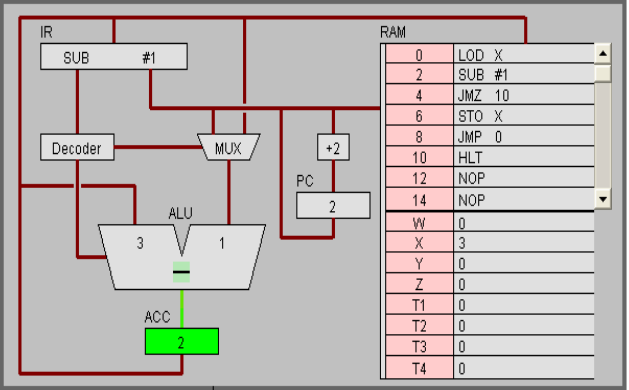 IR
SUB #1
Decoder
MUX
+2
PC
2
ALU
3 1
−
ACC
2
RAM
0 LOD X
2 SUB #1
4 JMZ 10
6 STO X
8 JMP 0
10 HLT
12 NOP
14 NOP
W 0
X 3
Y 0
Z 0
T1 0
T2 0
T3 0
T4 0